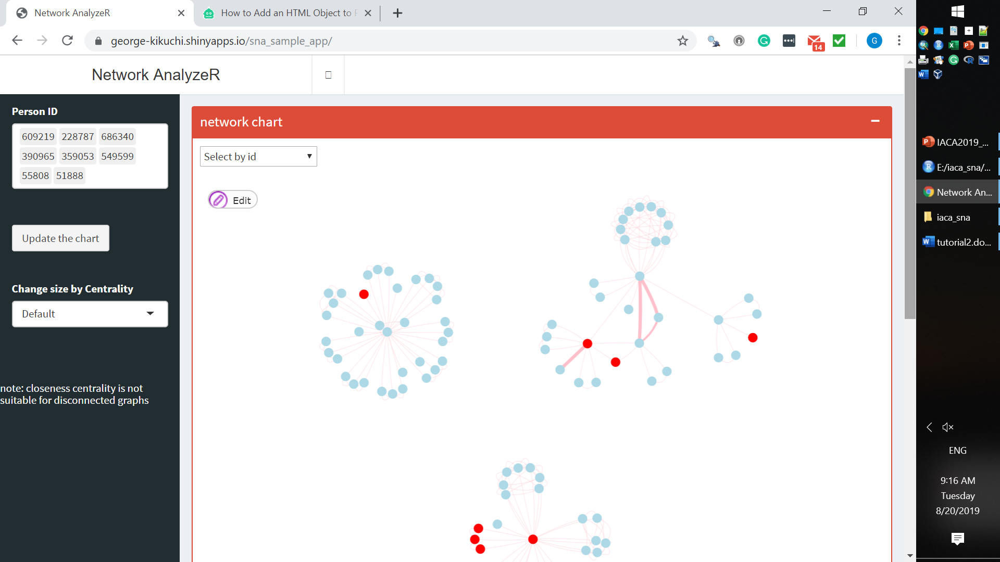 Network AnalyzeR
How to Add an HTML Object to
george-kikuchi.shinyapps.io/sna_sample_app/
14
G
Network AnalyzeR
Person ID
609219 228787 686340
390965 359053 549599
55808 51888
Update the chart
Change size by Centrality
Default
note: closeness centrality is not
suitable for disconnected graphs
network chart
Select by id
Edit
IACA2019_...
E:/iaca_sna/...
Network An...
iaca_sna
tutorial2.do...
ENG
9:16 AM
Tuesday
8/20/2019